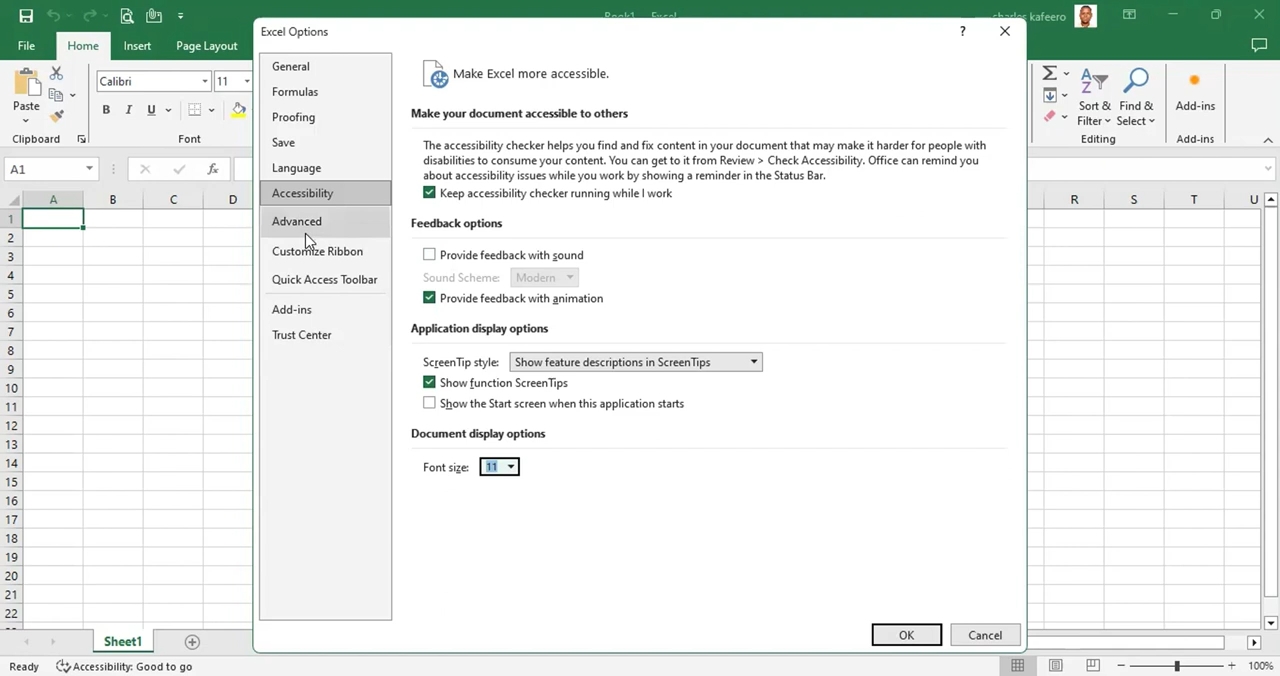 Book1 - Excel
charles kafeero
File
Home
Insert
Page Layout
Excel Options
?
Calibri
11
Paste
B I U
Clipboard
Font
Sort & Filter
Find & Select
Editing
Add-ins
Add-ins
A1
fx
General
Formulas
Proofing
Save
Language
Accessibility
Advanced
Customize Ribbon
Quick Access Toolbar
Add-ins
Trust Center
Make Excel more accessible.
Make your document accessible to others
The accessibility checker helps you find and fix content in your document that may make it harder for people with
disabilities to consume your content. You can get to it from Review > Check Accessibility. Office can remind you
about accessibility issues while you work by showing a reminder in the Status Bar.
Keep accessibility checker running while I work
Feedback options
Provide feedback with sound
Sound Scheme: Modern
Provide feedback with animation
Application display options
ScreenTip style: Show feature descriptions in ScreenTips
Show function ScreenTips
Show the Start screen when this application starts
Document display options
Font size: 11
OK
Cancel
A B C D R S T U
1
2
3
4
5
6
7
8
9
10
11
12
13
14
15
16
17
18
19
20
21
22
Sheet1
Ready
Accessibility: Good to go
100%